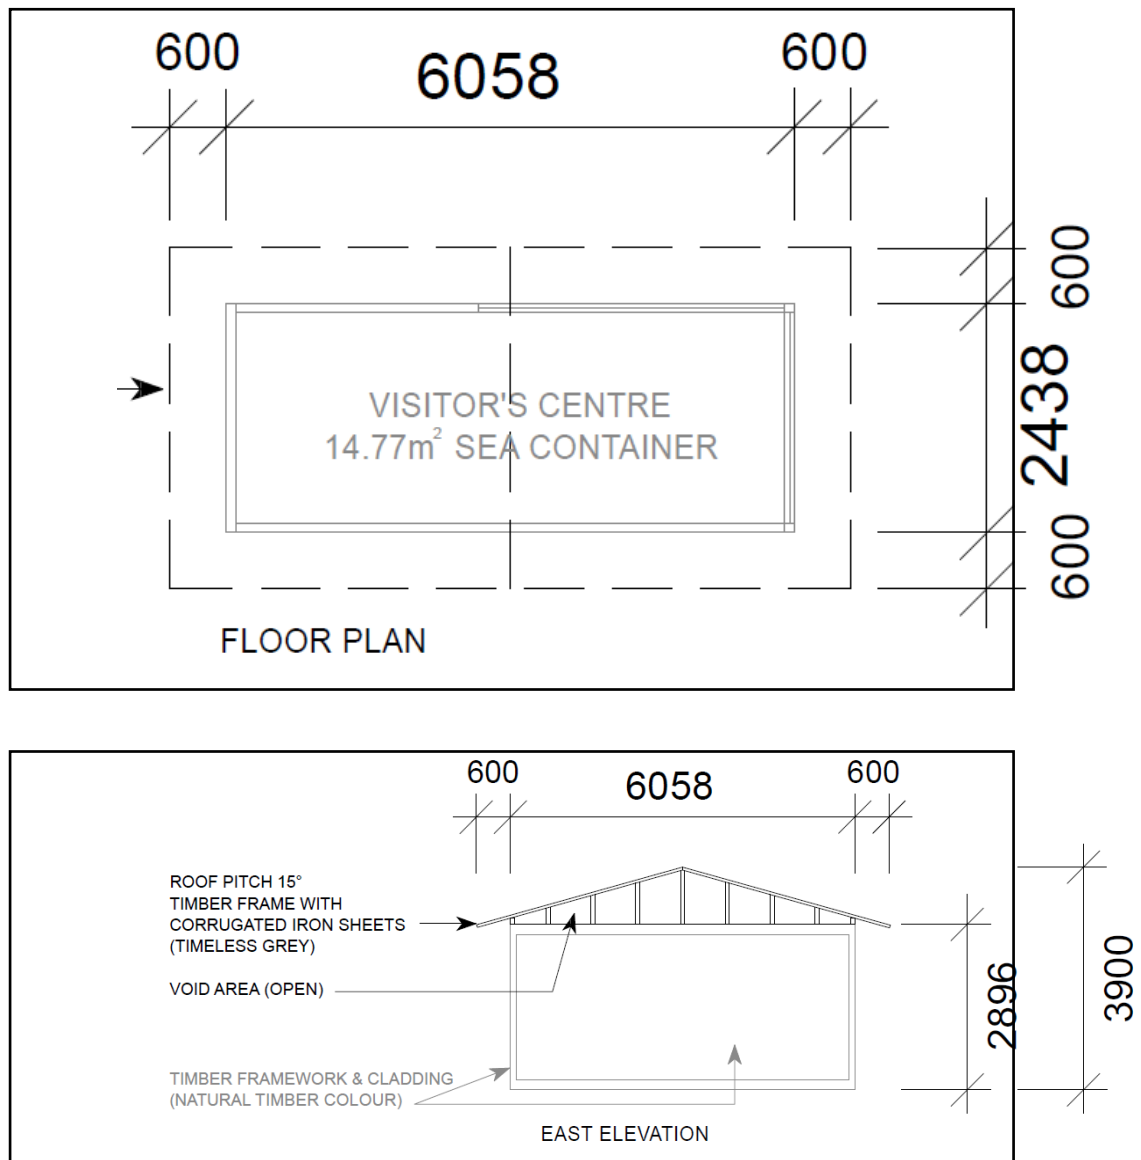 600
6058
600
600
2438
600
VISITOR'S CENTRE
14.77m² SEA CONTAINER
FLOOR PLAN
600
6058
600
ROOF PITCH 15°
TIMBER FRAME WITH
CORRUGATED IRON SHEETS
(TIMELESS GREY)
VOID AREA (OPEN)
2896
3900
TIMBER FRAMEWORK & CLADDING
(NATURAL TIMBER COLOUR)
EAST ELEVATION